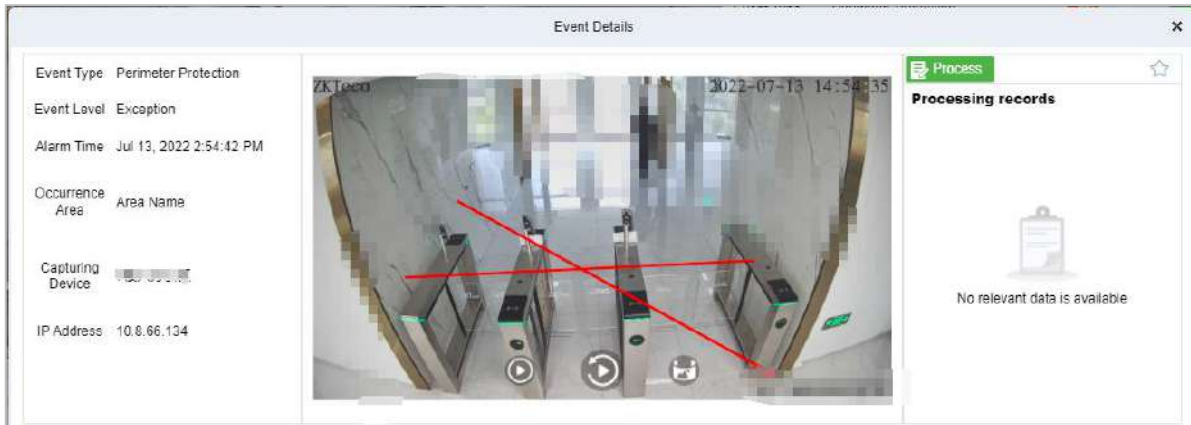 Event Details
×
Event Type Perimeter Protection
Event Level Exception
Alarm Time Jul 13, 2022 2:54:42 PM
Occurrence
Area Area Name
Capturing
Device
IP Address 10.8.66.134
ZKTeco 2022-07-13 14:54:35
Process
Processing records
No relevant data is available